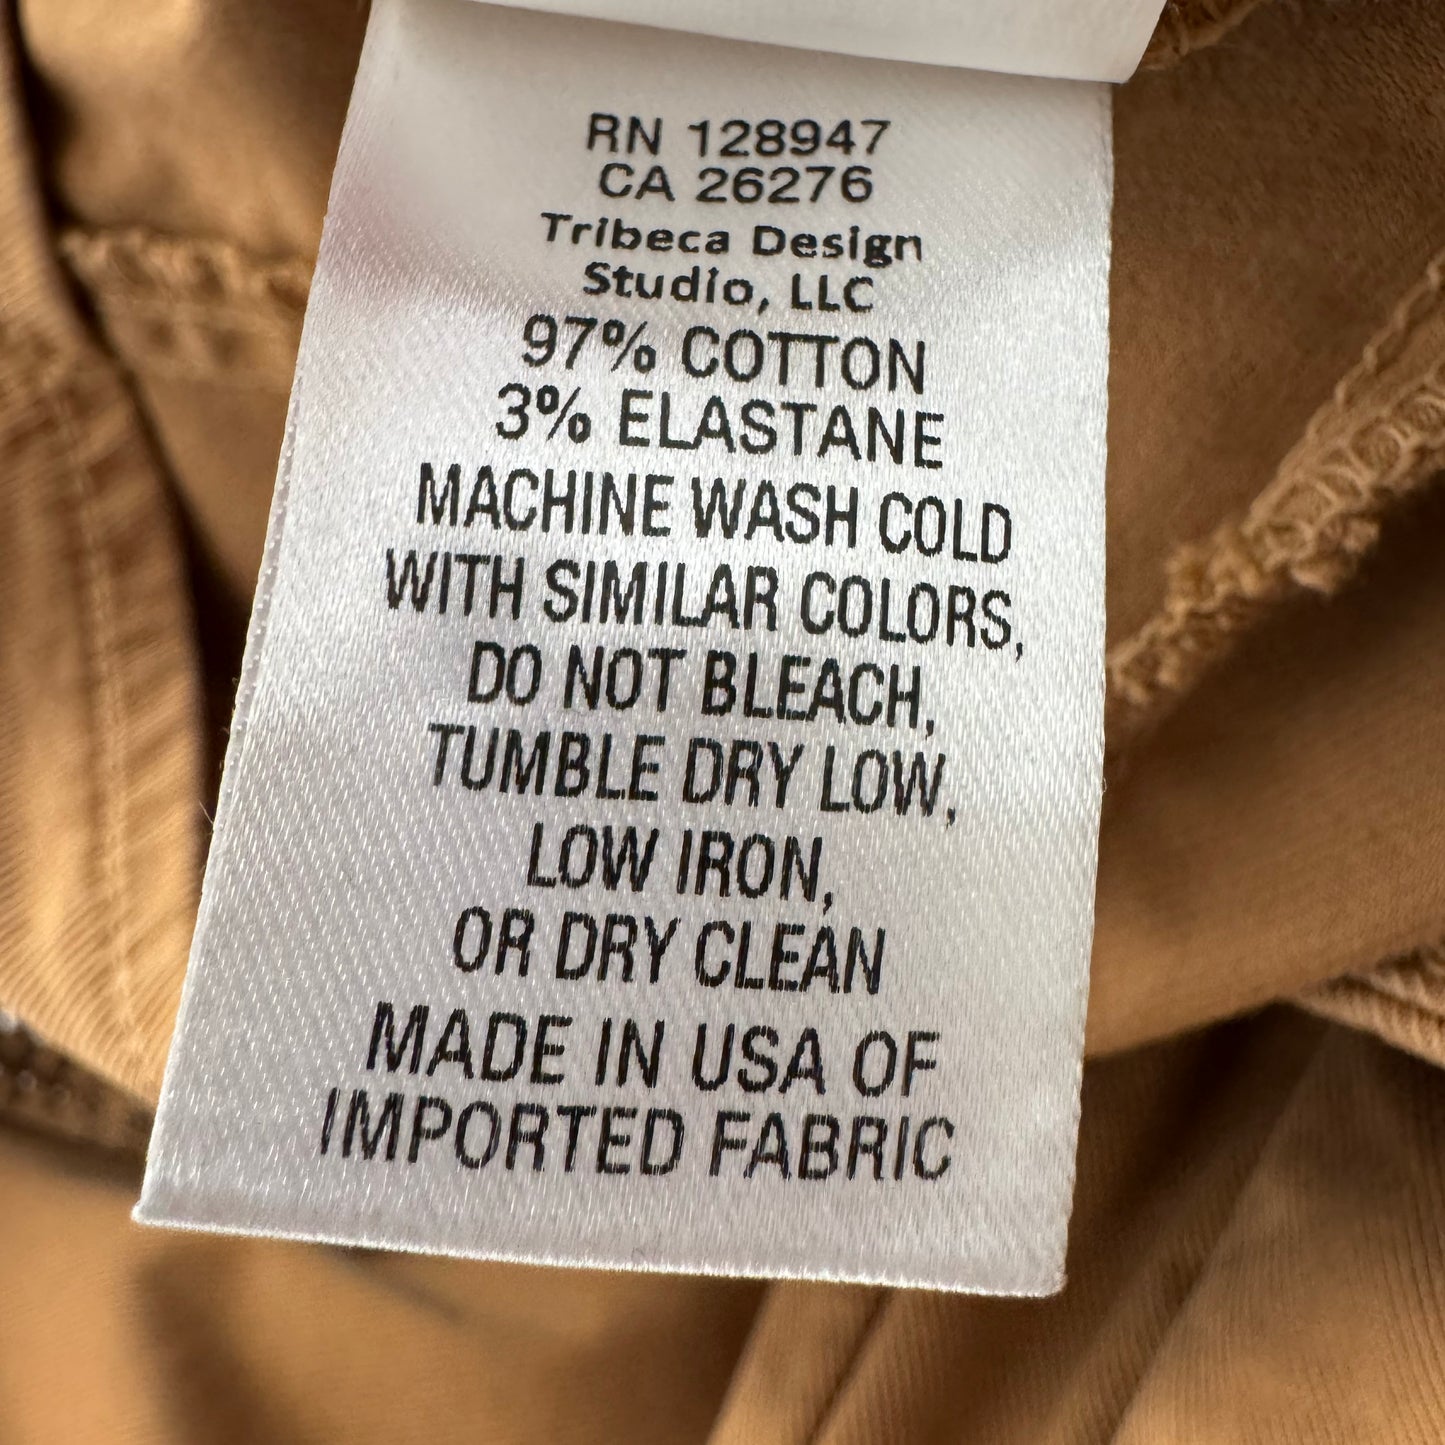 RN 128947
CA 26276
Tribeca Design
Studio, LLC
97% COTTON
3% ELASTANE
MACHINE WASH COLD
WITH SIMILAR COLORS,
DO NOT BLEACH,
TUMBLE DRY LOW,
LOW IRON,
OR DRY CLEAN
MADE IN USA OF
IMPORTED FABRIC